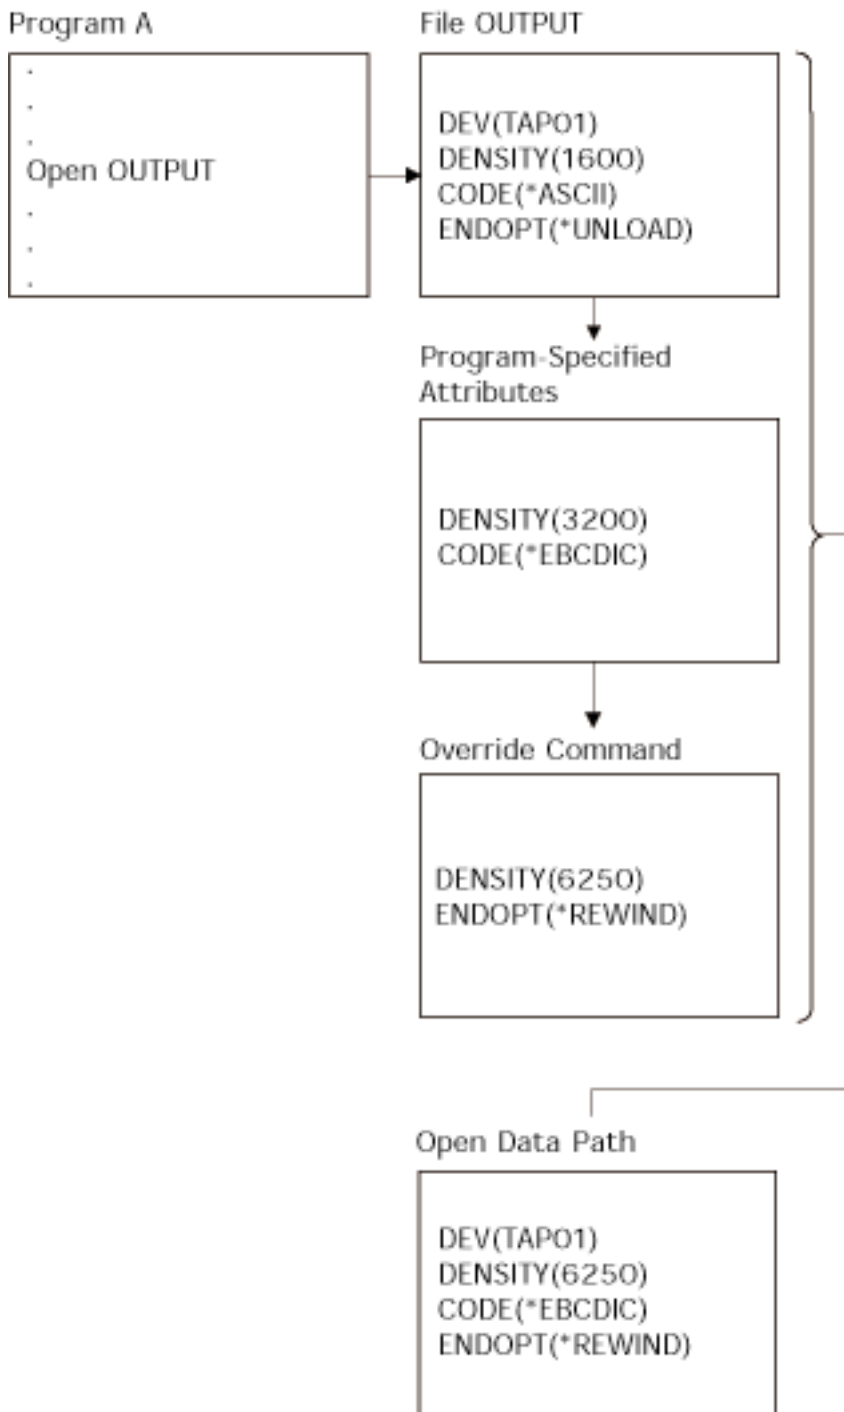 Program A
.
.
.
Open OUTPUT
.
.
.
File OUTPUT
DEV(TAP01)
DENSITY(1600)
CODE(*ASCII)
ENDOPT(*UNLOAD)
Program-Specified
Attributes
DENSITY(3200)
CODE(*EBCDIC)
Override Command
DENSITY(6250)
ENDOPT(*REWIND)
Open Data Path
DEV(TAP01)
DENSITY(6250)
CODE(*EBCDIC)
ENDOPT(*REWIND)